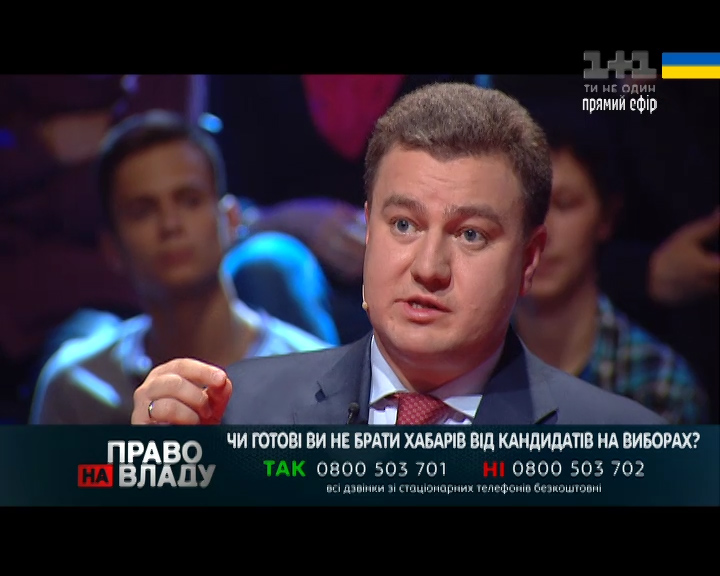 1+1
ТИ НЕ ОДИН
ПРЯМИЙ ЕФІР
ПРАВО
НА ВЛАДУ
ЧИ ГОТОВІ ВИ НЕ БРАТИ ХАБАРІВ ВІД КАНДИДАТІВ НА ВИБОРАХ?
ТАК 0800 503 701 НІ 0800 503 702
всі дзвінки зі стаціонарних телефонів безкоштовні